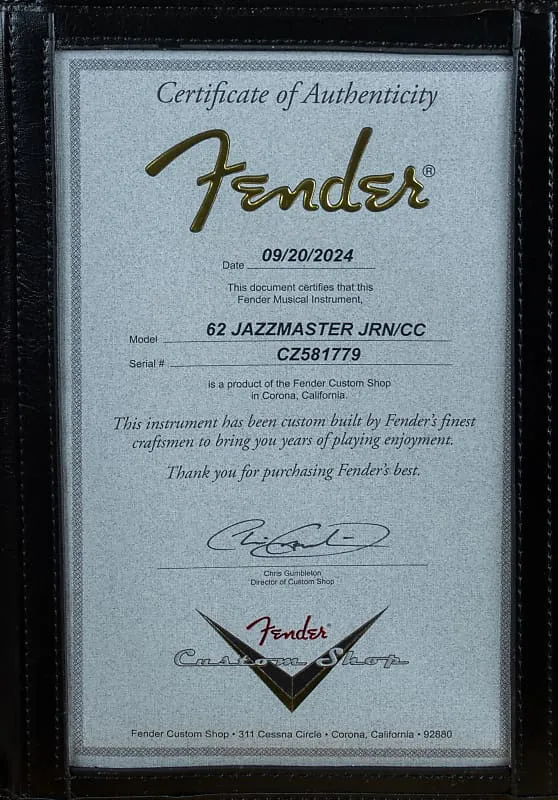 Certificate of Authenticity
Fender®
Date 09/20/2024
This document certifies that this
Fender Musical Instrument,
Model 62 JAZZMASTER JRN/CC
Serial # CZ581779
is a product of the Fender Custom Shop
in Corona, California.
This instrument has been custom built by Fender's finest
craftsmen to bring you years of playing enjoyment.
Thank you for purchasing Fender's best.
Chris Gumbleton
Director of Custom Shop
Fender®
Custom Shop
Fender Custom Shop • 311 Cessna Circle • Corona, California • 92880